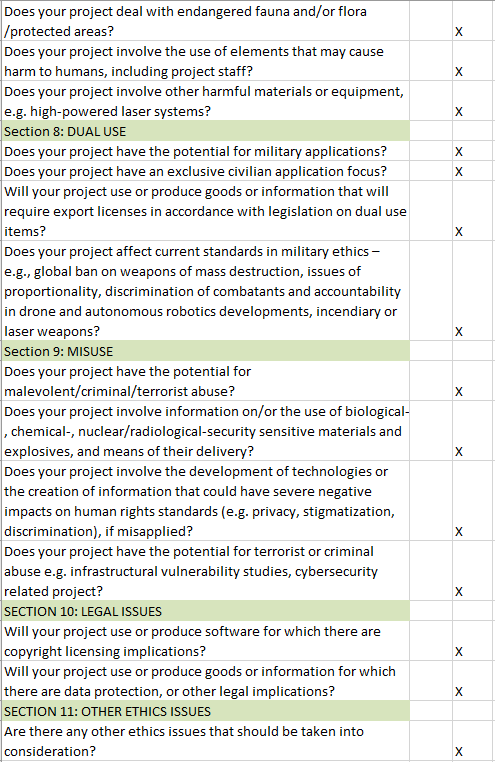 Does your project deal with endangered fauna and/or flora
/protected areas? X
Does your project involve the use of elements that may cause
harm to humans, including project staff? X
Does your project involve other harmful materials or equipment,
e.g. high-powered laser systems? X
Section 8: DUAL USE
Does your project have the potential for military applications? X
Does your project have an exclusive civilian application focus? X
Will your project use or produce goods or information that will
require export licenses in accordance with legislation on dual use
items? X
Does your project affect current standards in military ethics –
e.g., global ban on weapons of mass destruction, issues of
proportionality, discrimination of combatants and accountability
in drone and autonomous robotics developments, incendiary or
laser weapons? X
Section 9: MISUSE
Does your project have the potential for
malevolent/criminal/terrorist abuse? X
Does your project involve information on/or the use of biological-
, chemical-, nuclear/radiological-security sensitive materials and
explosives, and means of their delivery? X
Does your project involve the development of technologies or
the creation of information that could have severe negative
impacts on human rights standards (e.g. privacy, stigmatization,
discrimination), if misapplied? X
Does your project have the potential for terrorist or criminal
abuse e.g. infrastructural vulnerability studies, cybersecurity
related project? X
SECTION 10: LEGAL ISSUES
Will your project use or produce software for which there are
copyright licensing implications? X
Will your project use or produce goods or information for which
there are data protection, or other legal implications? X
SECTION 11: OTHER ETHICS ISSUES
Are there any other ethics issues that should be taken into
consideration? X